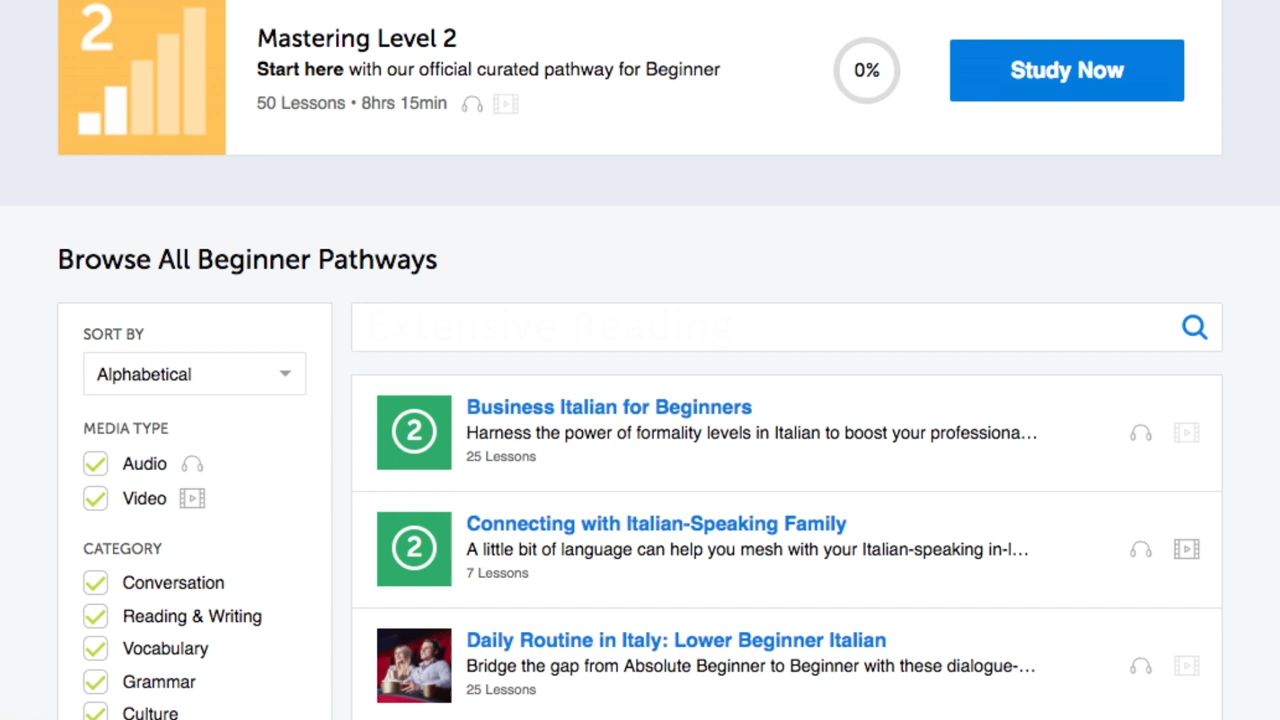 2
Mastering Level 2
Start here with our official curated pathway for Beginner
50 Lessons • 8hrs 15min
0%
Study Now
Browse All Beginner Pathways
SORT BY
Alphabetical
MEDIA TYPE
Audio
Video
CATEGORY
Conversation
Reading & Writing
Vocabulary
Grammar
Culture
Extensive Reading
2
Business Italian for Beginners
Harness the power of formality levels in Italian to boost your professiona…
25 Lessons
2
Connecting with Italian-Speaking Family
A little bit of language can help you mesh with your Italian-speaking in-l…
7 Lessons
Daily Routine in Italy: Lower Beginner Italian
Bridge the gap from Absolute Beginner to Beginner with these dialogue-…
25 Lessons